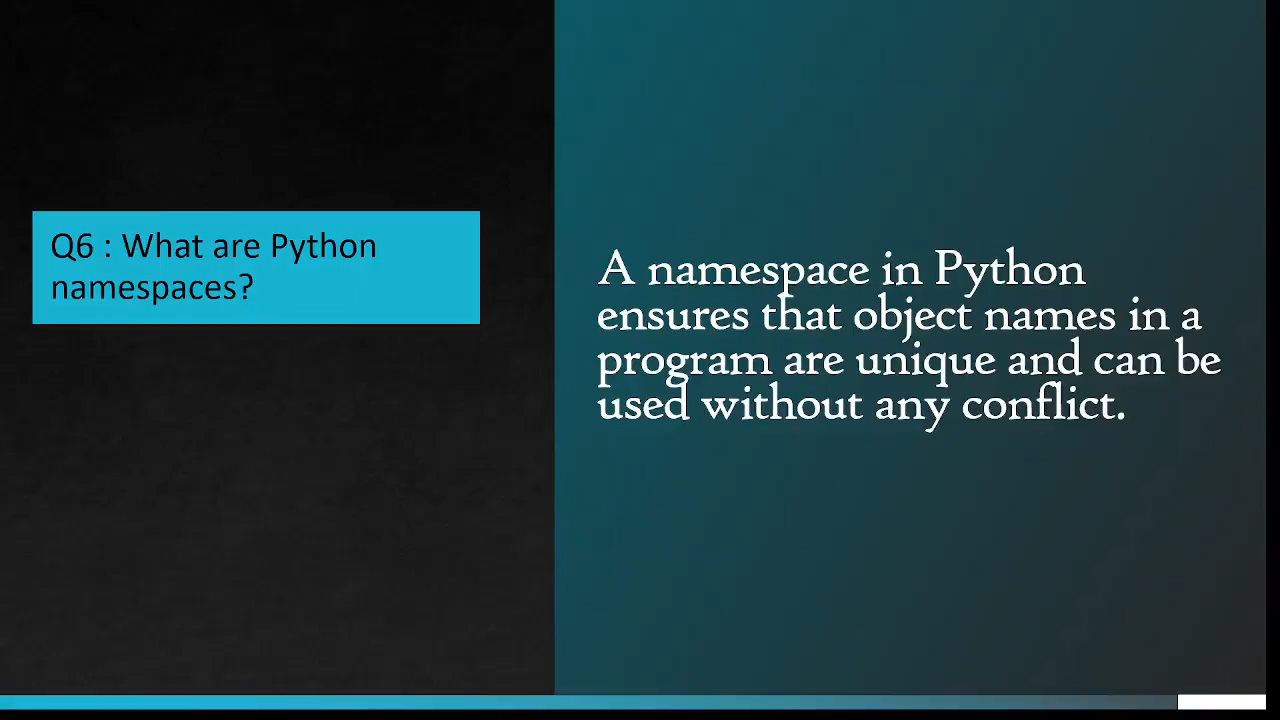 Q6 : What are Python
namespaces?
A namespace in Python
ensures that object names in a
program are unique and can be
used without any conflict.